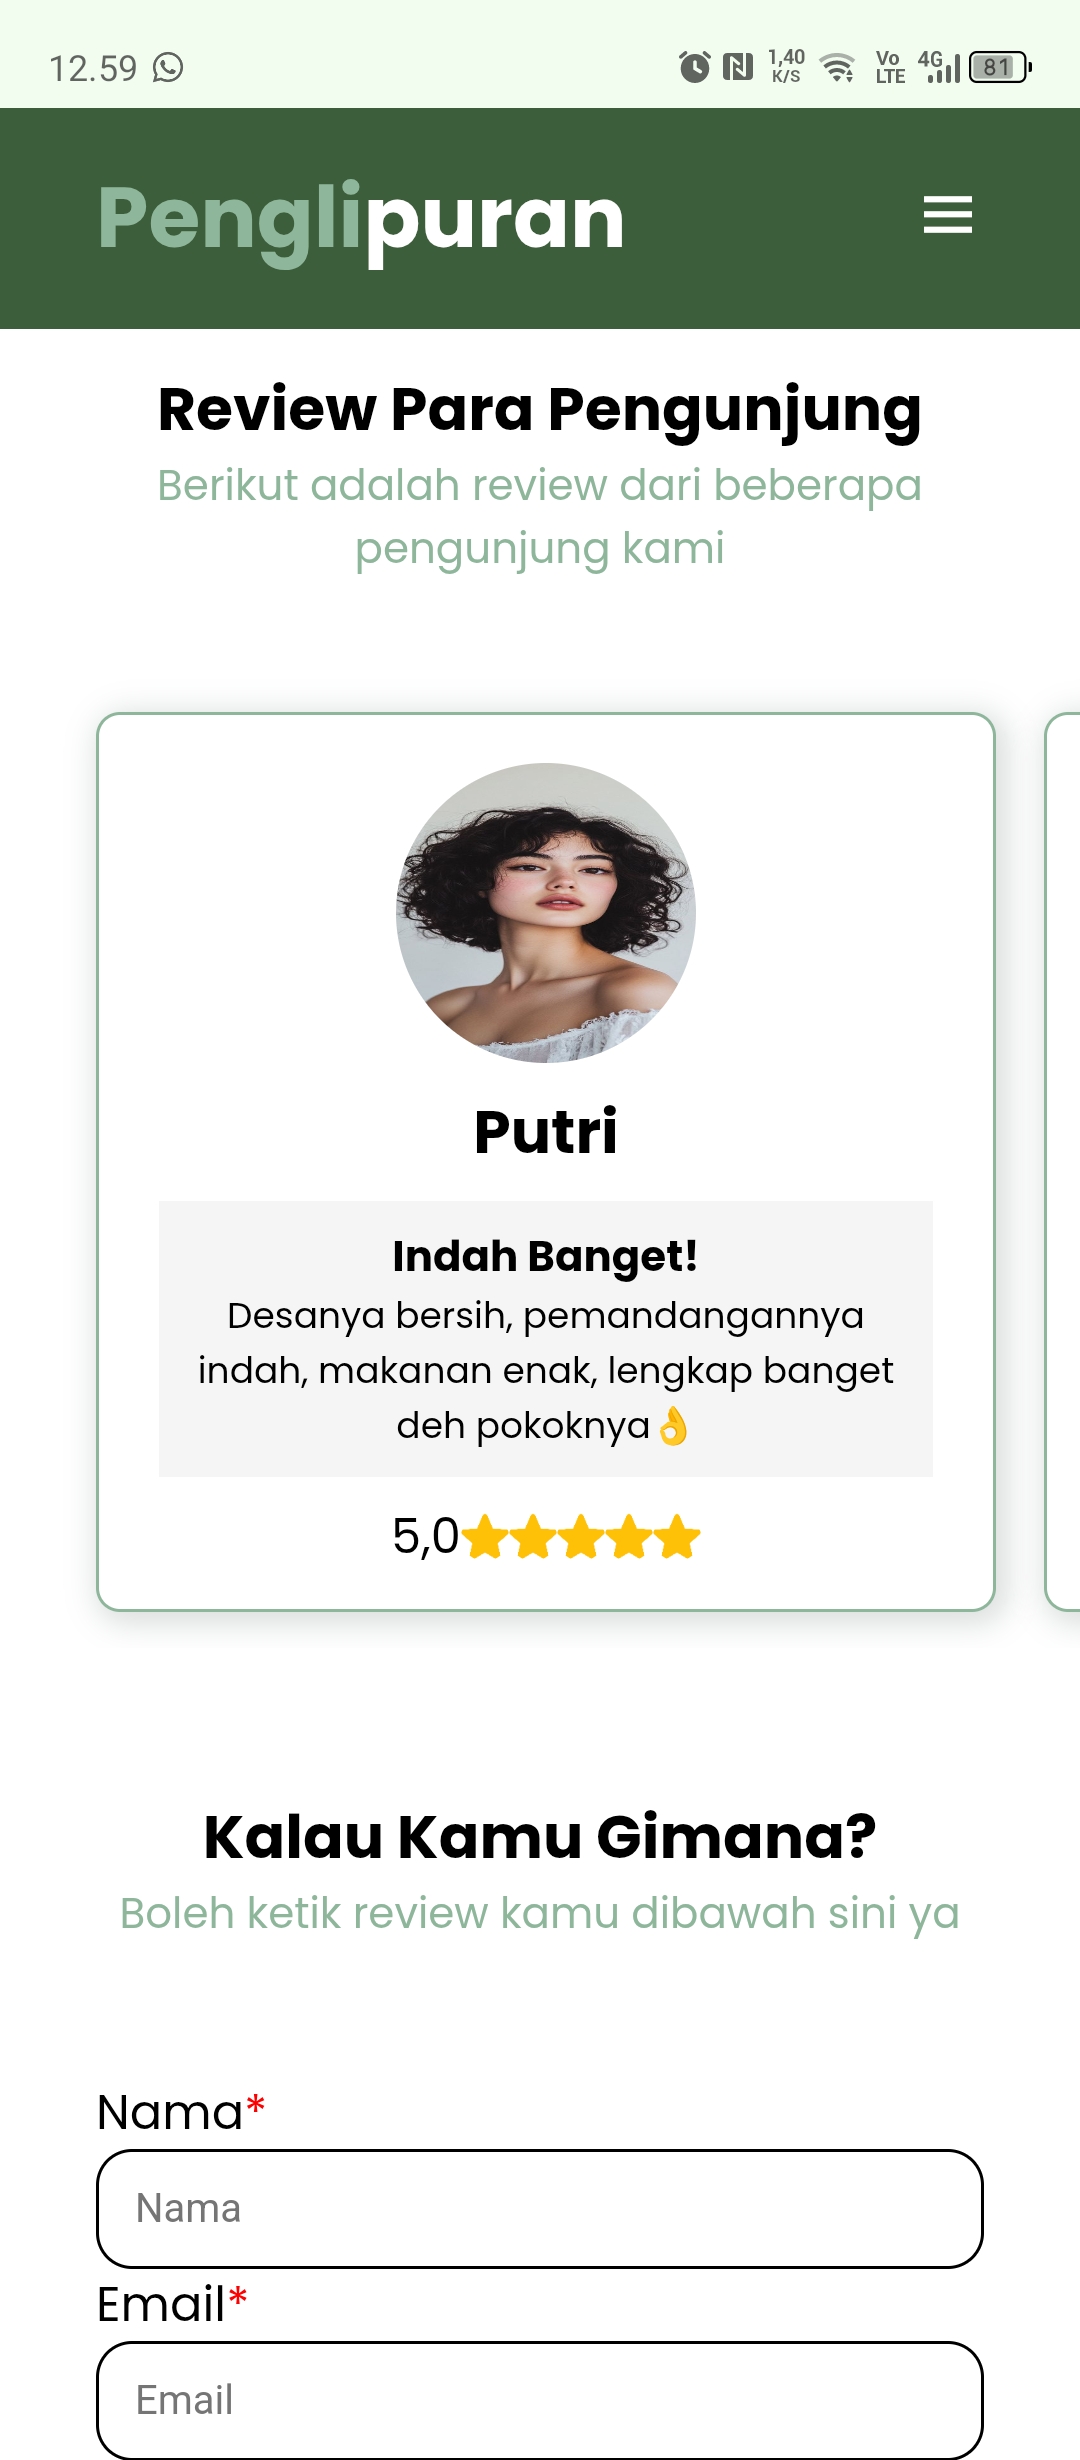 12.59
1,40 K/S
Vo LTE
4G
81
Penglipuran
Review Para Pengunjung
Berikut adalah review dari beberapa
pengunjung kami
Putri
Indah Banget!
Desanya bersih, pemandangannya
indah, makanan enak, lengkap banget
deh pokoknya👌
5,0⭐⭐⭐⭐⭐
Kalau Kamu Gimana?
Boleh ketik review kamu dibawah sini ya
Nama*
Nama
Email*
Email